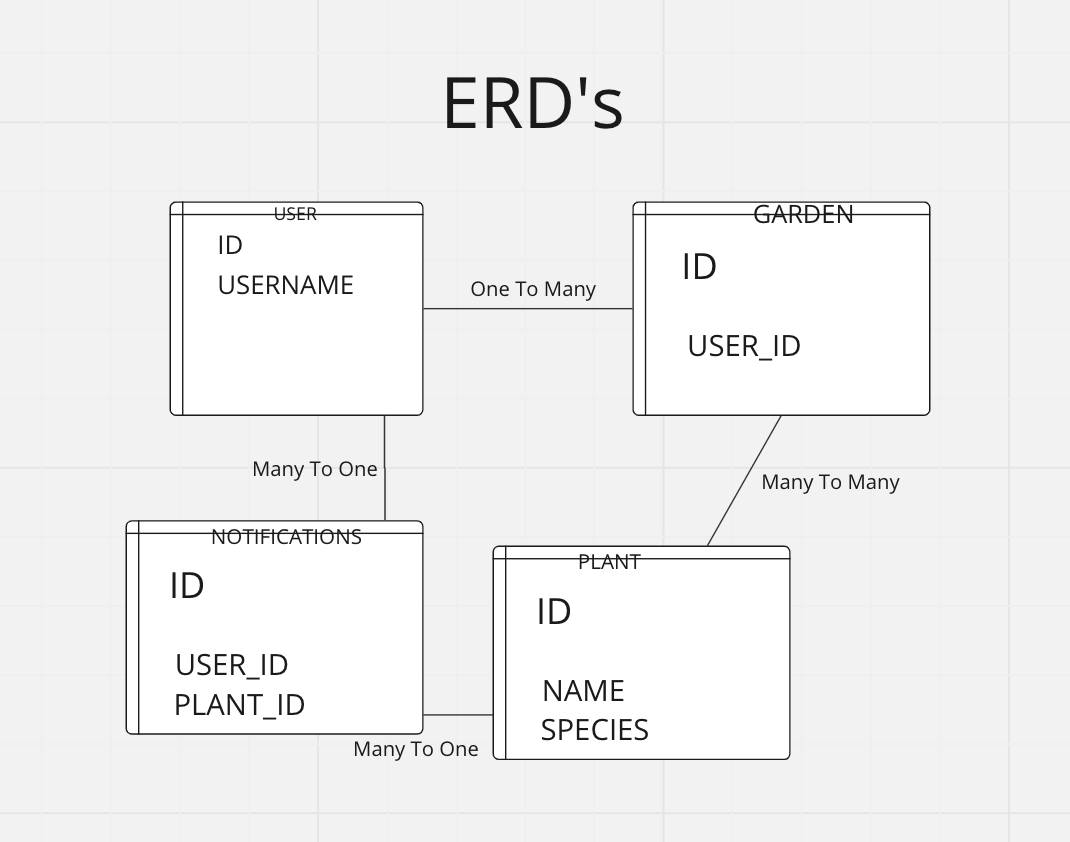 ERD's
USER
ID
USERNAME
One To Many
GARDEN
ID
USER_ID
Many To One
Many To Many
NOTIFICATIONS
ID
USER_ID
PLANT_ID
Many To One
PLANT
ID
NAME
SPECIES